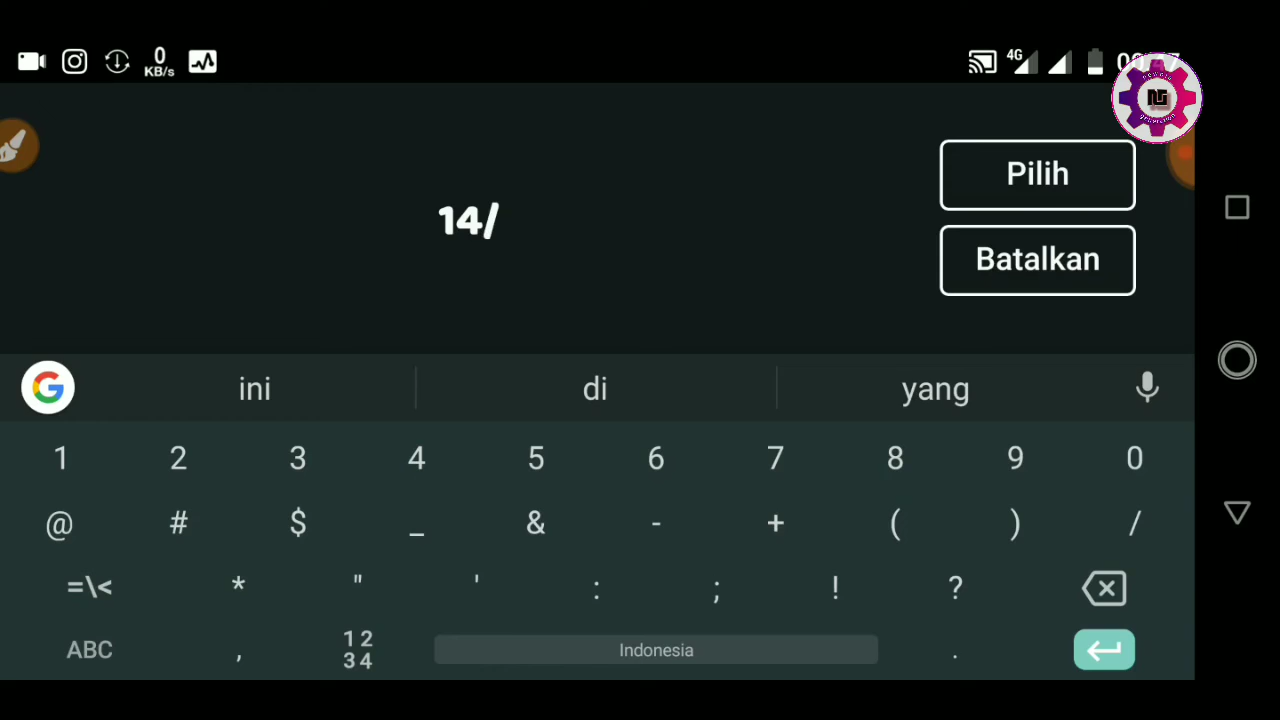 0
KB/s
4G
14/
Pilih
Batalkan
ini di yang
1 2 3 4 5 6 7 8 9 0
@ # $ _ & - + ( ) /
=\< * " ' : ; ! ?
ABC , 12 34 Indonesia .